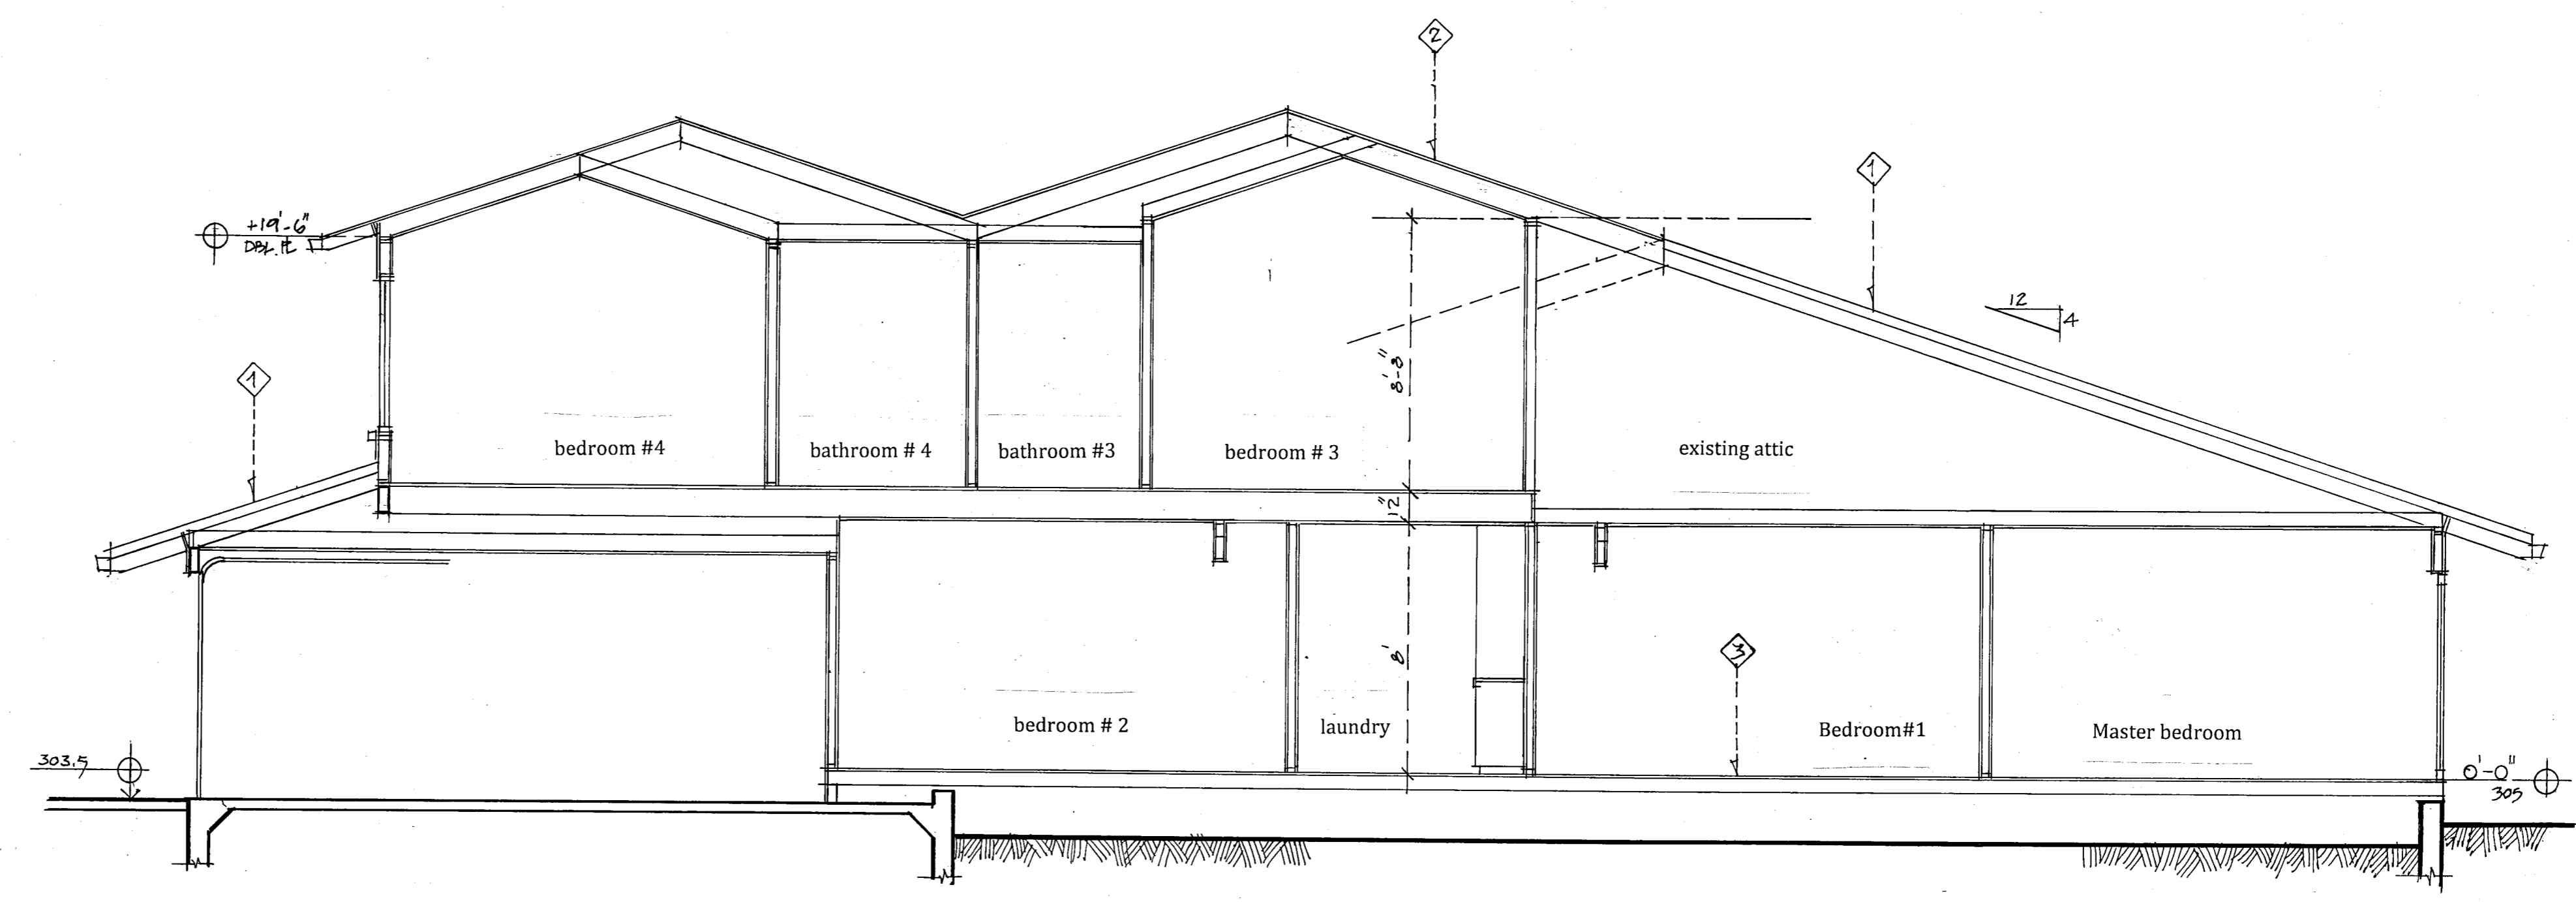 2
1
+19'-6"
DBL. PL
12
4
8'-8"
1
bedroom #4
bathroom # 4
bathroom #3
bedroom # 3
existing attic
12"
8'
3
bedroom # 2
laundry
Bedroom#1
Master bedroom
303.5
0'-0"
305